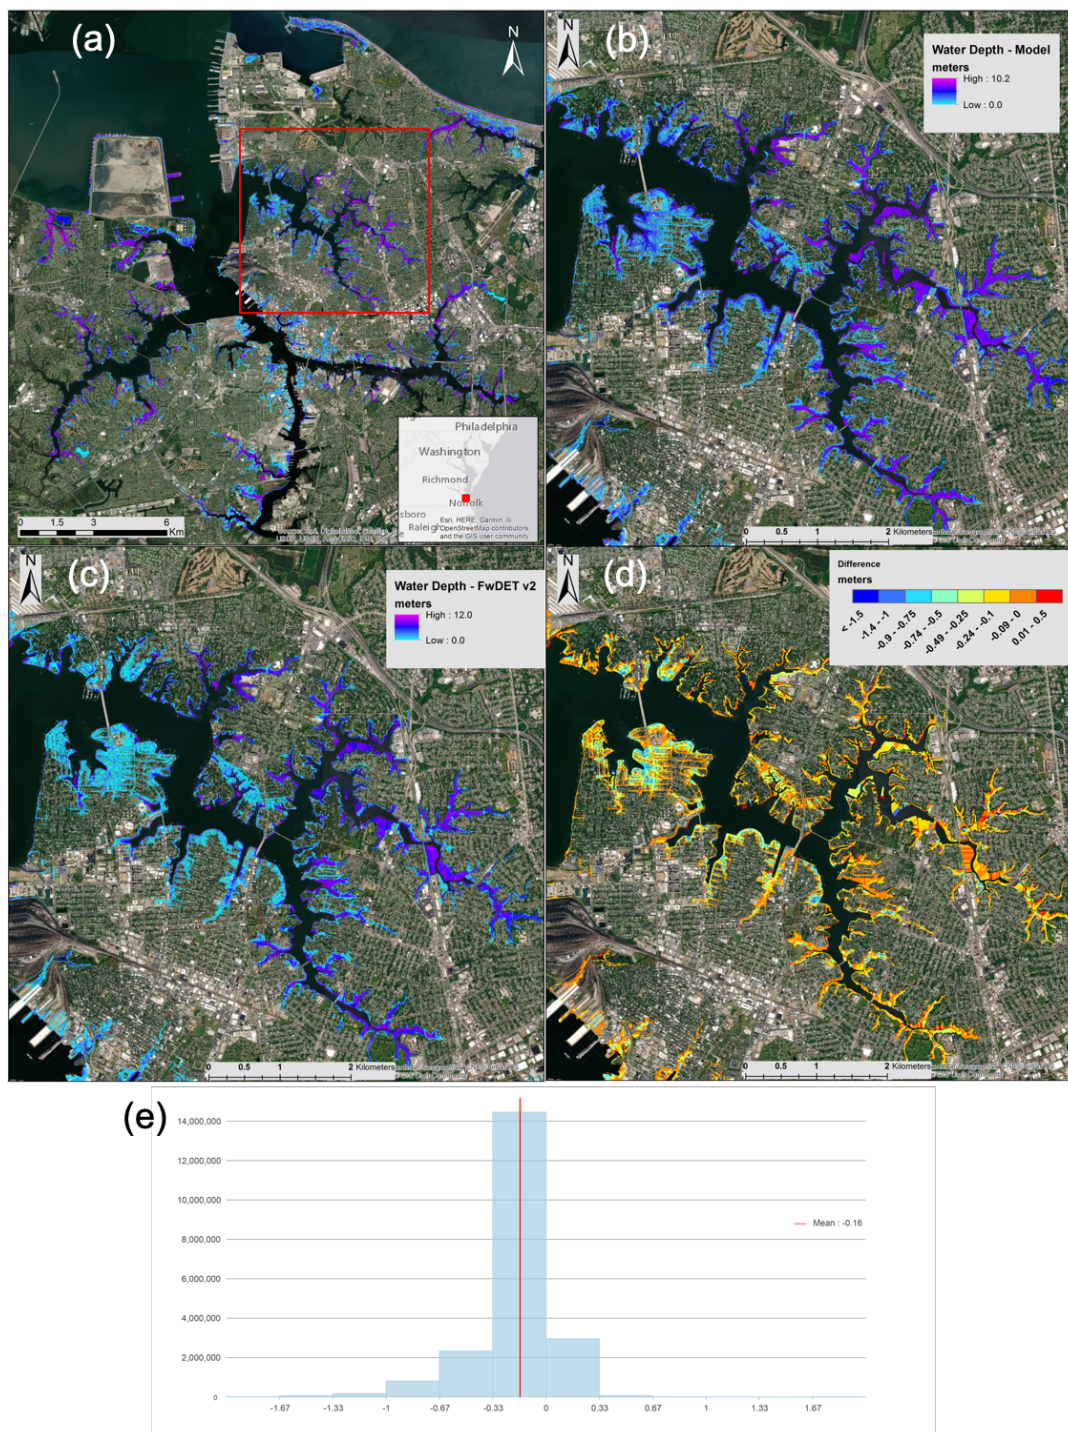 (a)
N
Philadelphia
Washington
Richmond
Norfolk
Raleigh
Esri, HERE, Garmin, ©
OpenStreetMap contributors,
and the GIS user community
0 1.5 3 6
Km
(b)
N
Water Depth - Model
meters
High : 10.2
Low : 0.0
0 0.5 1 2 Kilometers
(c)
N
Water Depth - FwDET v2
meters
High : 12.0
Low : 0.0
0 0.5 1 2 Kilometers
(d)
N
Difference
meters
< -1.5
-1.4 - -1
-0.9 - -0.75
-0.74 - -0.5
-0.49 - -0.25
-0.24 - -0.1
-0.09 - 0
0.01 - 0.5
0 0.5 1 2 Kilometers
(e)
14,000,000
12,000,000
10,000,000
8,000,000
6,000,000
4,000,000
2,000,000
0
Mean : -0.16
-1.67 -1.33 -1 -0.67 -0.33 0 0.33 0.67 1 1.33 1.67